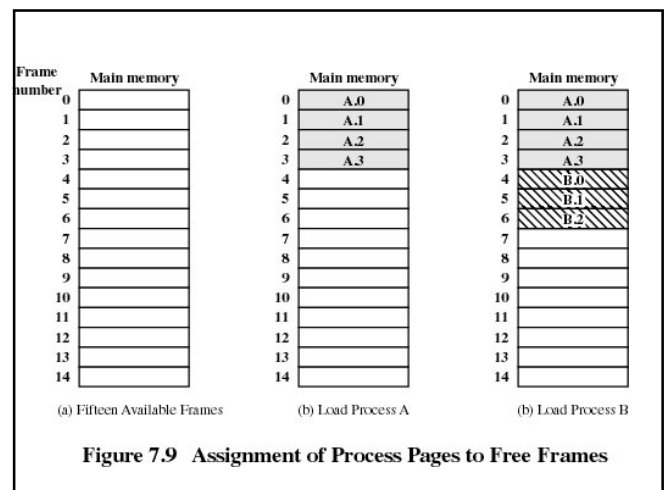 Frame
number
Main memory
0
1
2
3
4
5
6
7
8
9
10
11
12
13
14
(a) Fifteen Available Frames
Main memory
0 A.0
1 A.1
2 A.2
3 A.3
4
5
6
7
8
9
10
11
12
13
14
(b) Load Process A
Main memory
0 A.0
1 A.1
2 A.2
3 A.3
4 B.0
5 B.1
6 B.2
7
8
9
10
11
12
13
14
(b) Load Process B
Figure 7.9 Assignment of Process Pages to Free Frames